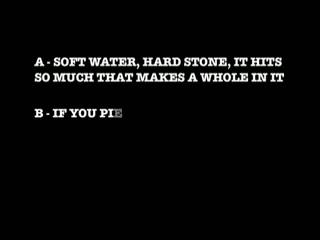 A - SOFT WATER, HARD STONE, IT HITS
SO MUCH THAT MAKES A WHOLE IN IT
B - IF YOU PIE